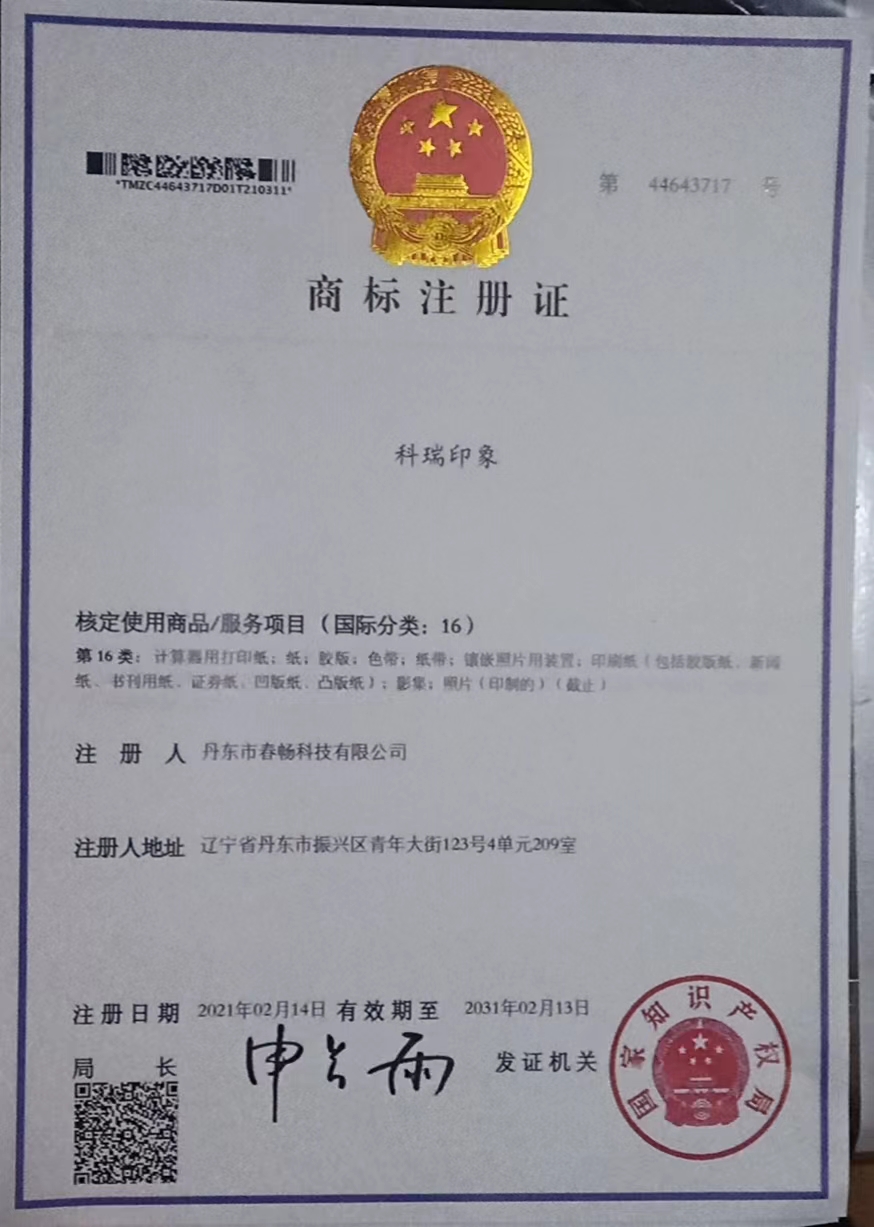 *TMZC44643717D01T210311*
第 44643717 号
商标注册证
科瑞印象
核定使用商品/服务项目（国际分类：16）
第16类：计算器用打印纸；纸；胶版；色带；纸带；镶嵌照片用装置；印刷纸（包括胶版纸、新闻
纸、书刊用纸、证券纸、凹版纸、凸版纸）；影集；照片（印制的）（截止）
注册人 丹东市春畅科技有限公司
注册人地址 辽宁省丹东市振兴区青年大街123号4单元209室
注册日期 2021年02月14日 有效期至 2031年02月13日
局长 申长雨 发证机关
国家知识产权局